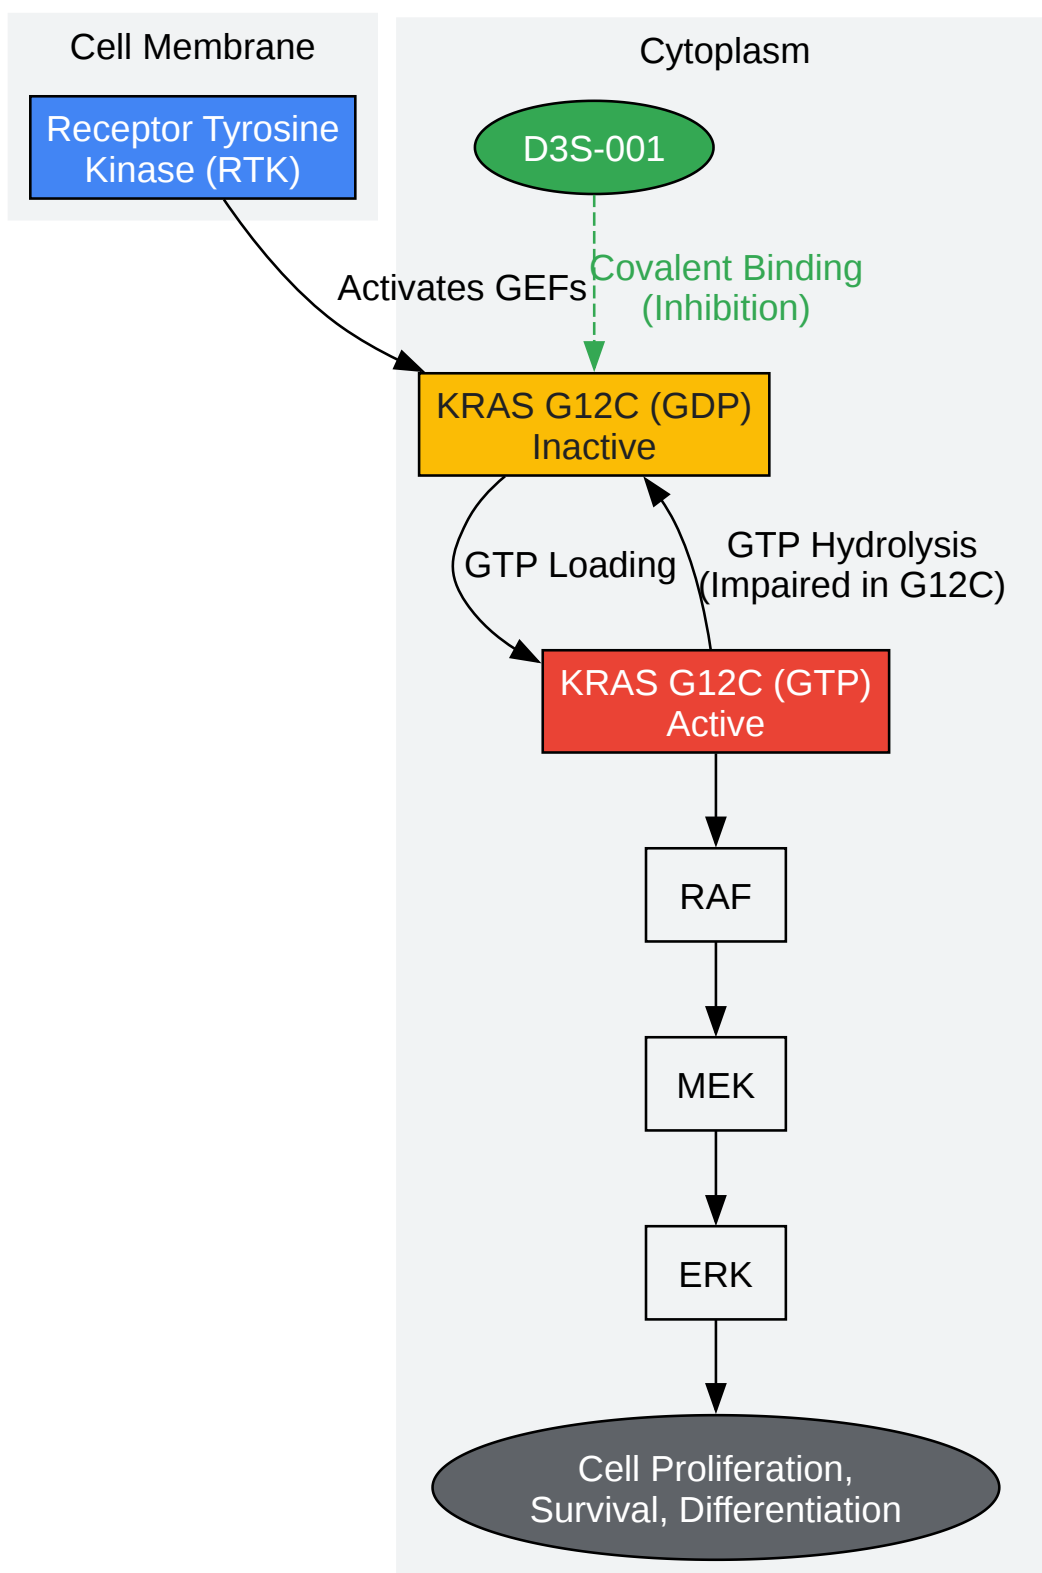 Cell Membrane
Receptor Tyrosine
Kinase (RTK)
Cytoplasm
D3S-001
Activates GEFs
Covalent Binding
(Inhibition)
KRAS G12C (GDP)
Inactive
GTP Loading
GTP Hydrolysis
(Impaired in G12C)
KRAS G12C (GTP)
Active
RAF
MEK
ERK
Cell Proliferation,
Survival, Differentiation